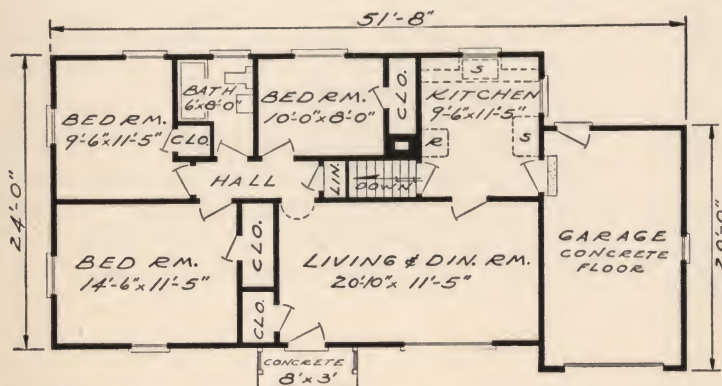 51'-8"
24'-0"
BED RM.
9'-6"x11'-5"
CLO.
BATH
6'x8'-0"
BED RM.
10'-0"x8'-0"
CLO.
S
KITCHEN
9'-6"x11'-5"
R
S
HALL
LIN.
DOWN
BED RM.
14'-6"x11'-5"
CLO.
CLO.
LIVING & DIN. RM.
20'-10"x 11'-5"
GARAGE
CONCRETE
FLOOR
20'-0"
CONCRETE
8'x3'